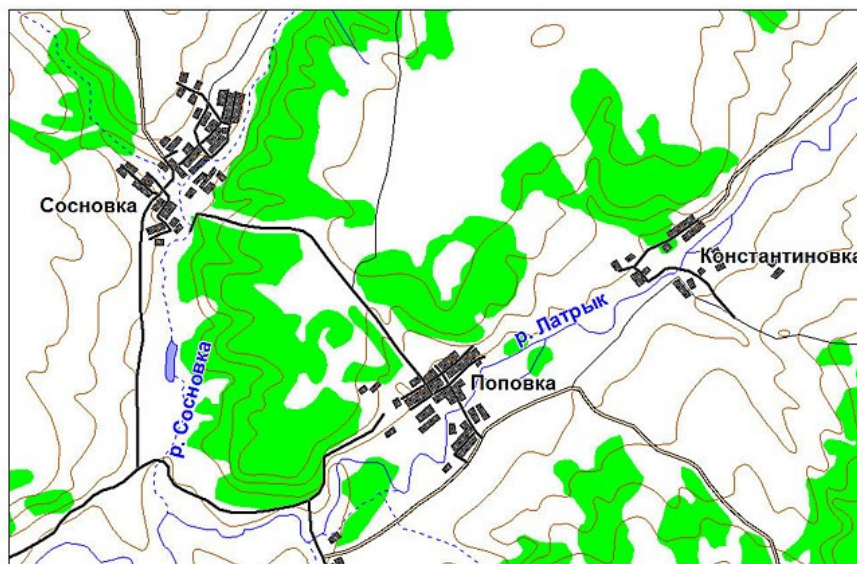 Сосновка
Константиновка
р. Латрык
Поповка
р. Сосновка